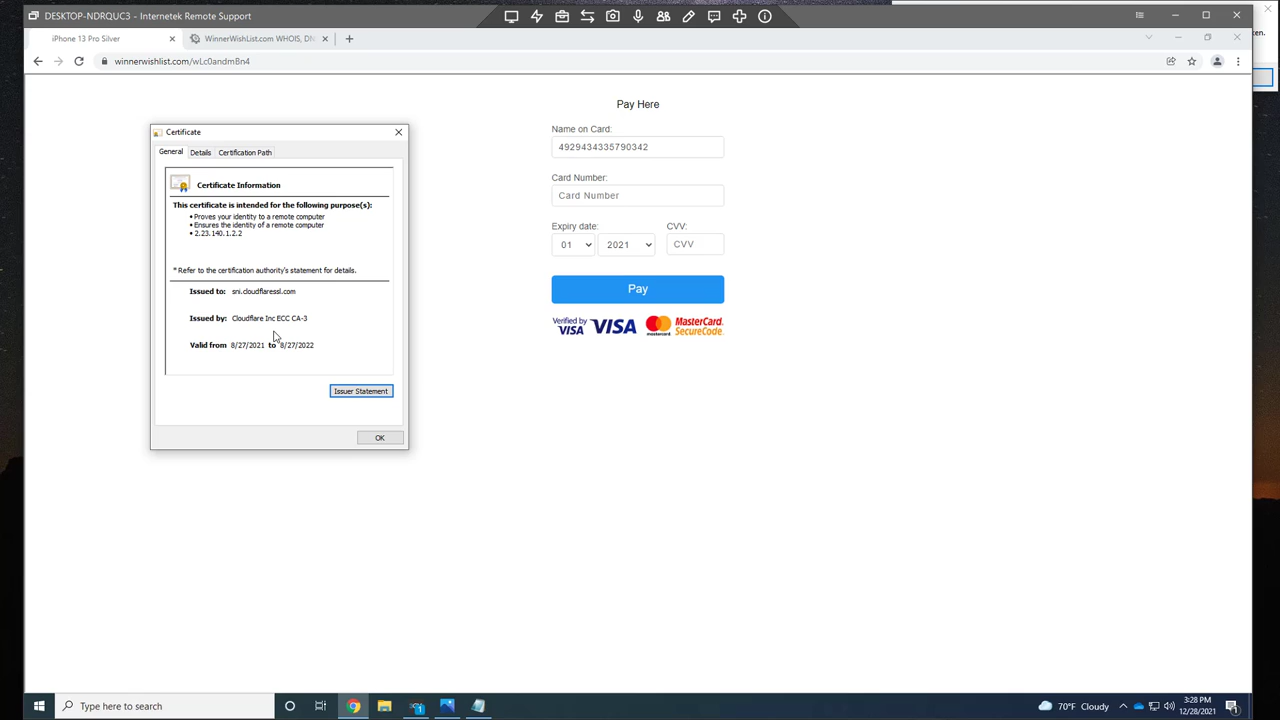 DESKTOP-NDRQUC3 - Internetek Remote Support
iPhone 13 Pro Silver
WinnerWishList.com WHOIS, DN
winnerwishlist.com/wLc0andmBn4
Pay Here
Name on Card:
4929434335790342
Card Number:
Card Number
Expiry date:
CVV:
01
2021
CVV
Pay
Verified by VISA
VISA
mastercard
MasterCard. SecureCode.
Certificate
General
Details
Certification Path
Certificate Information
This certificate is intended for the following purpose(s):
• Proves your identity to a remote computer
• Ensures the identity of a remote computer
• 2.23.140.1.2.2
* Refer to the certification authority's statement for details.
Issued to: sni.cloudflaressl.com
Issued by: Cloudflare Inc ECC CA-3
Valid from 8/27/2021 to 8/27/2022
Issuer Statement
OK
Type here to search
70°F Cloudy
3:28 PM
12/28/2021